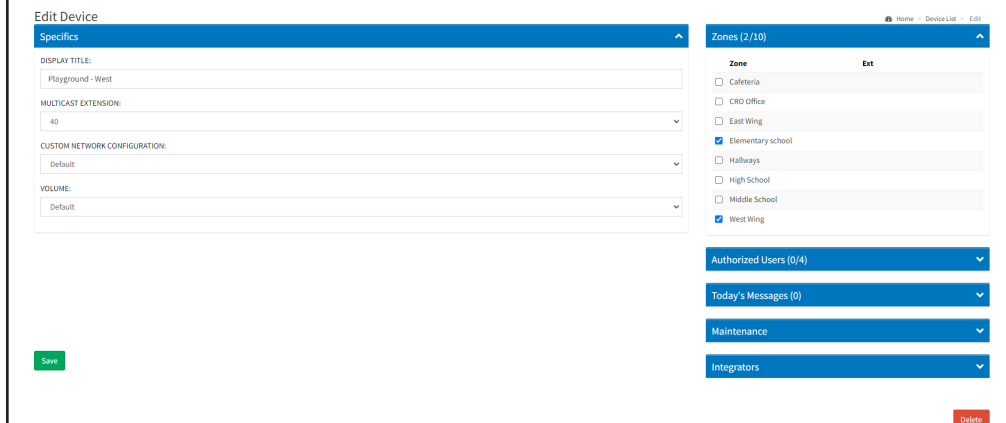 Edit Device
Home > Device List > Edit
Specifics
DISPLAY TITLE:
Playground - West
MULTICAST EXTENSION:
40
CUSTOM NETWORK CONFIGURATION:
Default
VOLUME:
Default
Save
Zones (2/10)
Zone Ext
Cafeteria
CRO Office
East Wing
Elementary school
Hallways
High School
Middle School
West Wing
Authorized Users (0/4)
Today's Messages (0)
Maintenance
Integrators
Delete